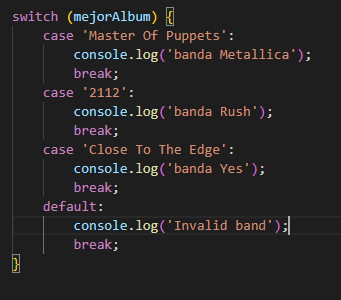 switch (mejorAlbum) {
    case 'Master Of Puppets':
        console.log('banda Metallica');
        break;
    case '2112':
        console.log('banda Rush');
        break;
    case 'Close To The Edge':
        console.log('banda Yes');
        break;
    default:
        console.log('Invalid band');
        break;
}